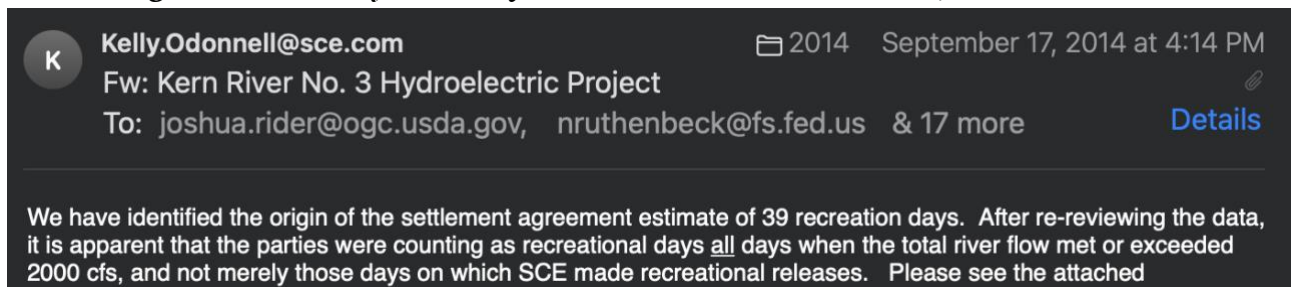 K
Kelly.Odonnell@sce.com 2014 September 17, 2014 at 4:14 PM
Fw: Kern River No. 3 Hydroelectric Project
To: joshua.rider@ogc.usda.gov, nruthenbeck@fs.fed.us & 17 more Details
We have identified the origin of the settlement agreement estimate of 39 recreation days. After re-reviewing the data,
it is apparent that the parties were counting as recreational days all days when the total river flow met or exceeded
2000 cfs, and not merely those days on which SCE made recreational releases. Please see the attached